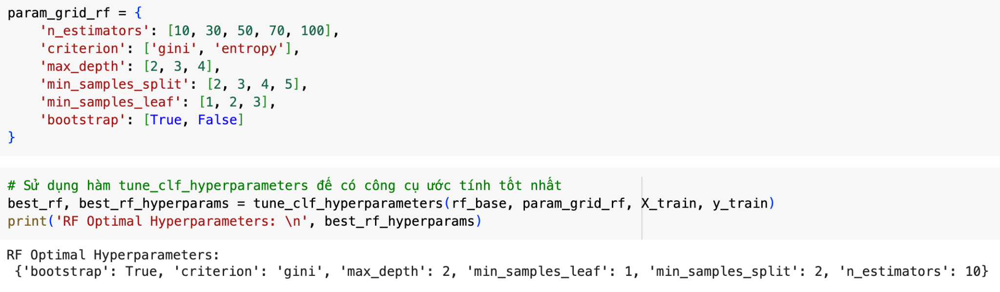 param_grid_rf = {
    'n_estimators': [10, 30, 50, 70, 100],
    'criterion': ['gini', 'entropy'],
    'max_depth': [2, 3, 4],
    'min_samples_split': [2, 3, 4, 5],
    'min_samples_leaf': [1, 2, 3],
    'bootstrap': [True, False]
}
# Sử dụng hàm tune_clf_hyperparameters để có công cụ ước tính tốt nhất
best_rf, best_rf_hyperparams = tune_clf_hyperparameters(rf_base, param_grid_rf, X_train, y_train)
print('RF Optimal Hyperparameters: \n', best_rf_hyperparams)
RF Optimal Hyperparameters:
 {'bootstrap': True, 'criterion': 'gini', 'max_depth': 2, 'min_samples_leaf': 1, 'min_samples_split': 2, 'n_estimators': 10}